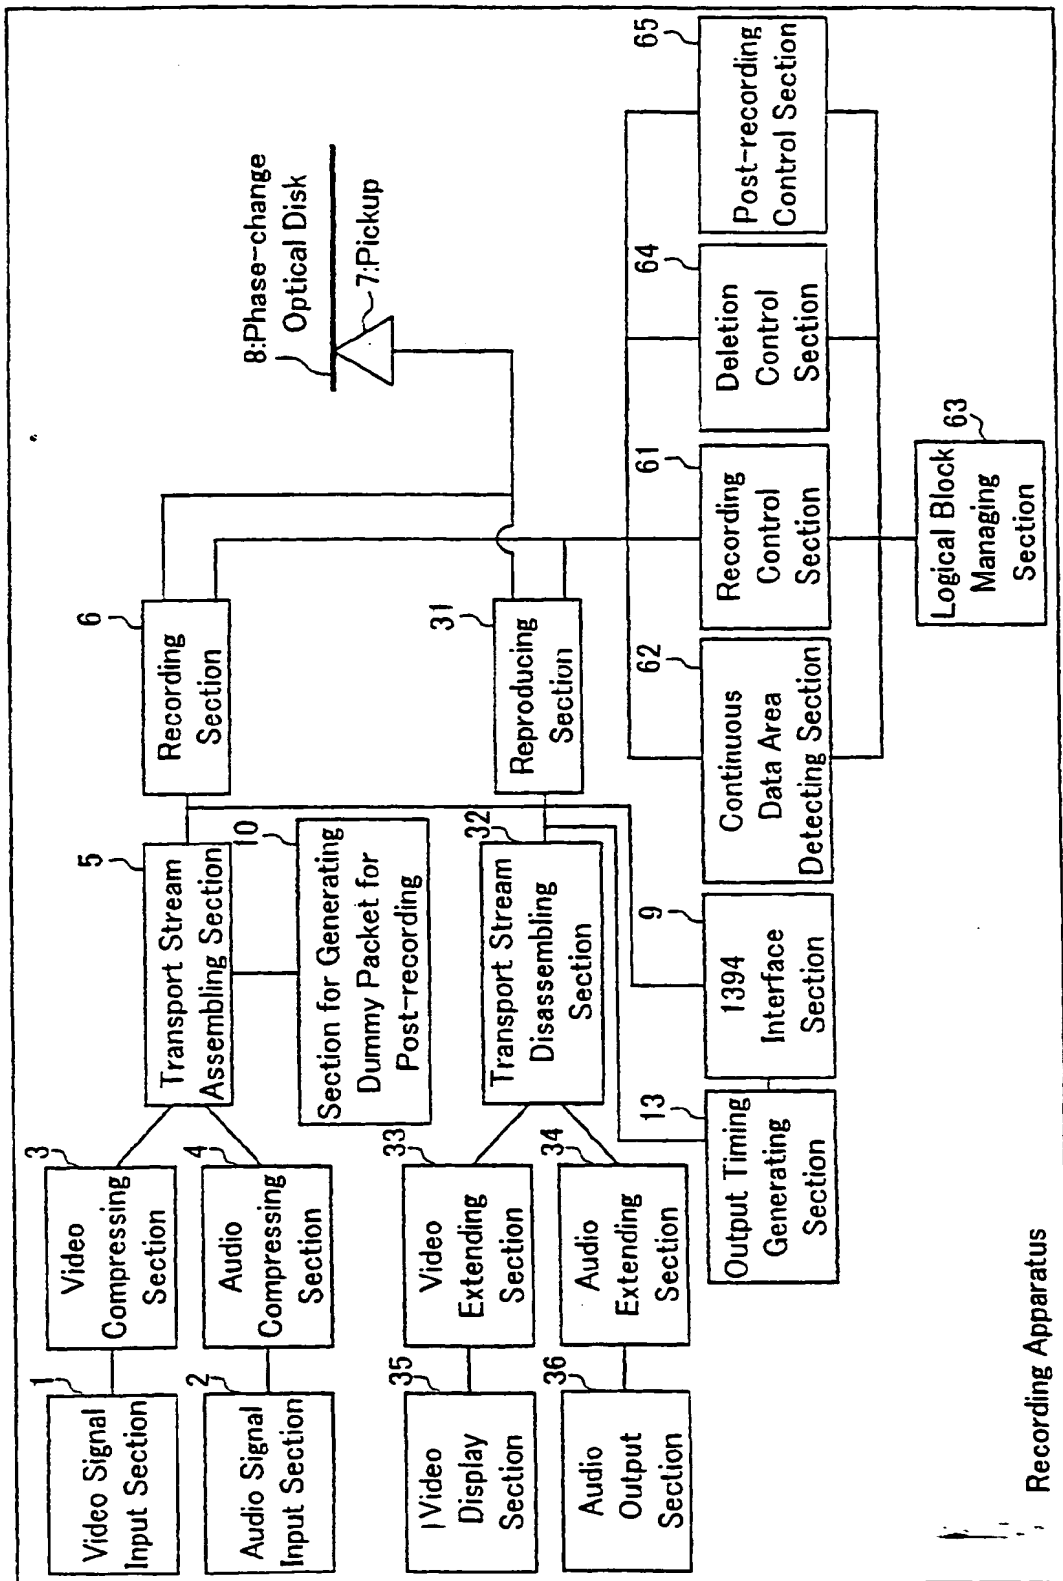 1
Video Signal
Input Section
3
Video
Compressing
Section
5
Transport Stream
Assembling Section
6
Recording
Section
8:Phase-change
Optical Disk
7:Pickup
2
Audio Signal
Input Section
4
Audio
Compressing
Section
10
Section for Generating
Dummy Packet for
Post-recording
35
Video
Display
Section
33
Video
Extending
Section
32
Transport Stream
Disassembling
Section
31
Reproducing
Section
36
Audio
Output
Section
34
Audio
Extending
Section
13
Output Timing
Generating
Section
9
1394
Interface
Section
62
Continuous
Data Area
Detecting Section
61
Recording
Control
Section
64
Deletion
Control
Section
65
Post-recording
Control Section
63
Logical Block
Managing
Section
Recording Apparatus